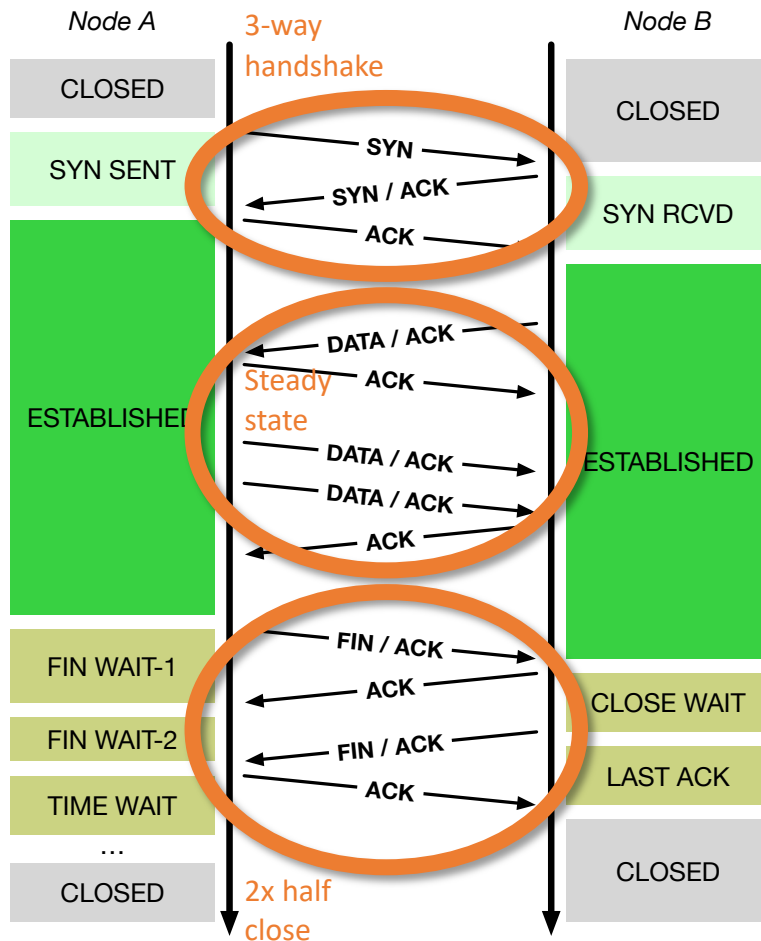 Node A
3-way
handshake
Node B
CLOSED
CLOSED
SYN
SYN SENT
SYN / ACK
SYN RCVD
ACK
DATA / ACK
Steady
state
ACK
ESTABLISHED
ESTABLISHED
DATA / ACK
DATA / ACK
ACK
FIN / ACK
FIN WAIT-1
ACK
CLOSE WAIT
FIN WAIT-2
FIN / ACK
LAST ACK
ACK
TIME WAIT
...
CLOSED
CLOSED
2x half
close